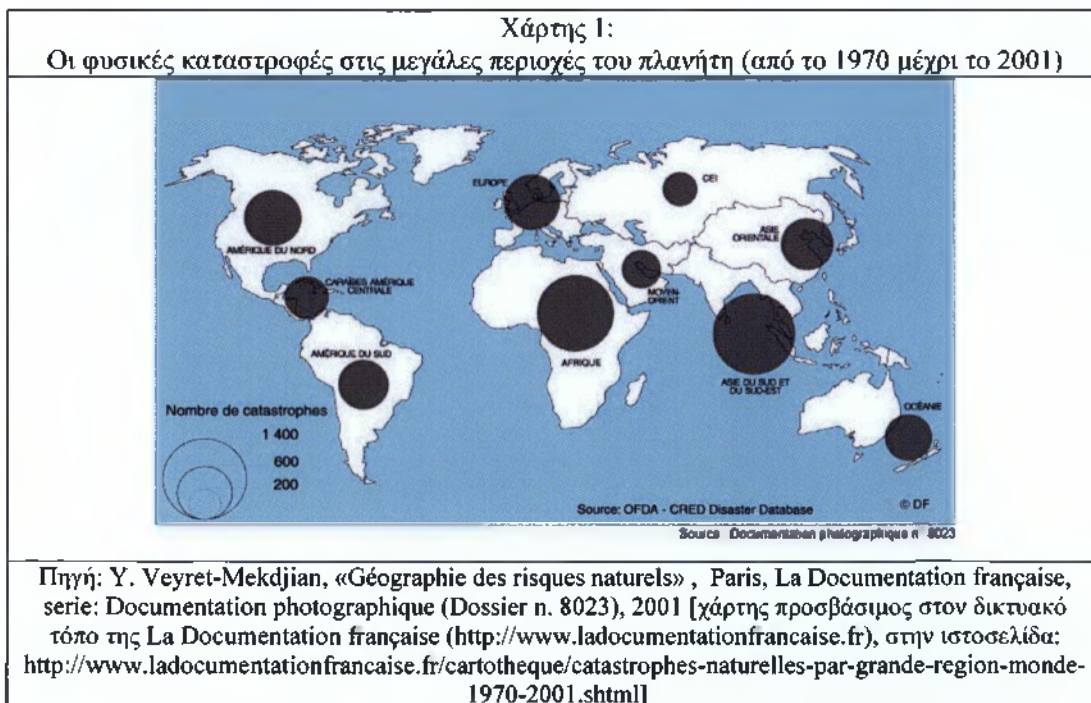 Χάρτης 1:
Οι φυσικές καταστροφές στις μεγάλες περιοχές του πλανήτη (από το 1970 μέχρι το 2001)
EUROPE
CEI
AMÉRIQUE DU NORD
ASIE
ORIENTALE
CARAÏBES AMÉRIQUE
CENTRALE
MOYEN-
ORIENT
AMÉRIQUE DU SUD
AFRIQUE
ASIE DU SUD ET
DU SUD-EST
OCÉANIE
Nombre de catastrophes
1 400
600
200
Source: OFDA - CRED Disaster Database
© DF
Source Documentation photographique n 8023
Πηγή: Y. Veyret-Mekdjian, «Géographie des risques naturels» , Paris, La Documentation française,
serie: Documentation photographique (Dossier n. 8023), 2001 [χάρτης προσβάσιμος στον δικτυακό
τόπο της La Documentation française (http://www.ladocumentationfrancaise.fr), στην ιστοσελίδα:
http://www.ladocumentationfrancaise.fr/cartotheque/catastrophes-naturelles-par-grande-region-monde-
1970-2001.shtml]